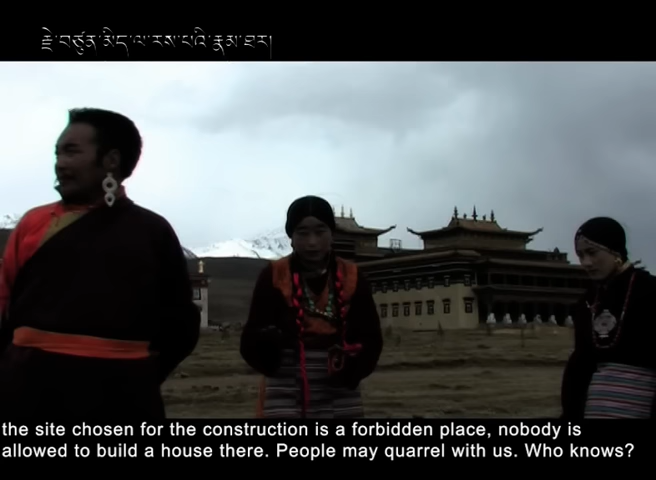 རྗེ་བཙུན་མིད་ལ་རས་པའི་རྣམ་ཐར།
the site chosen for the construction is a forbidden place, nobody is
allowed to build a house there. People may quarrel with us. Who knows?